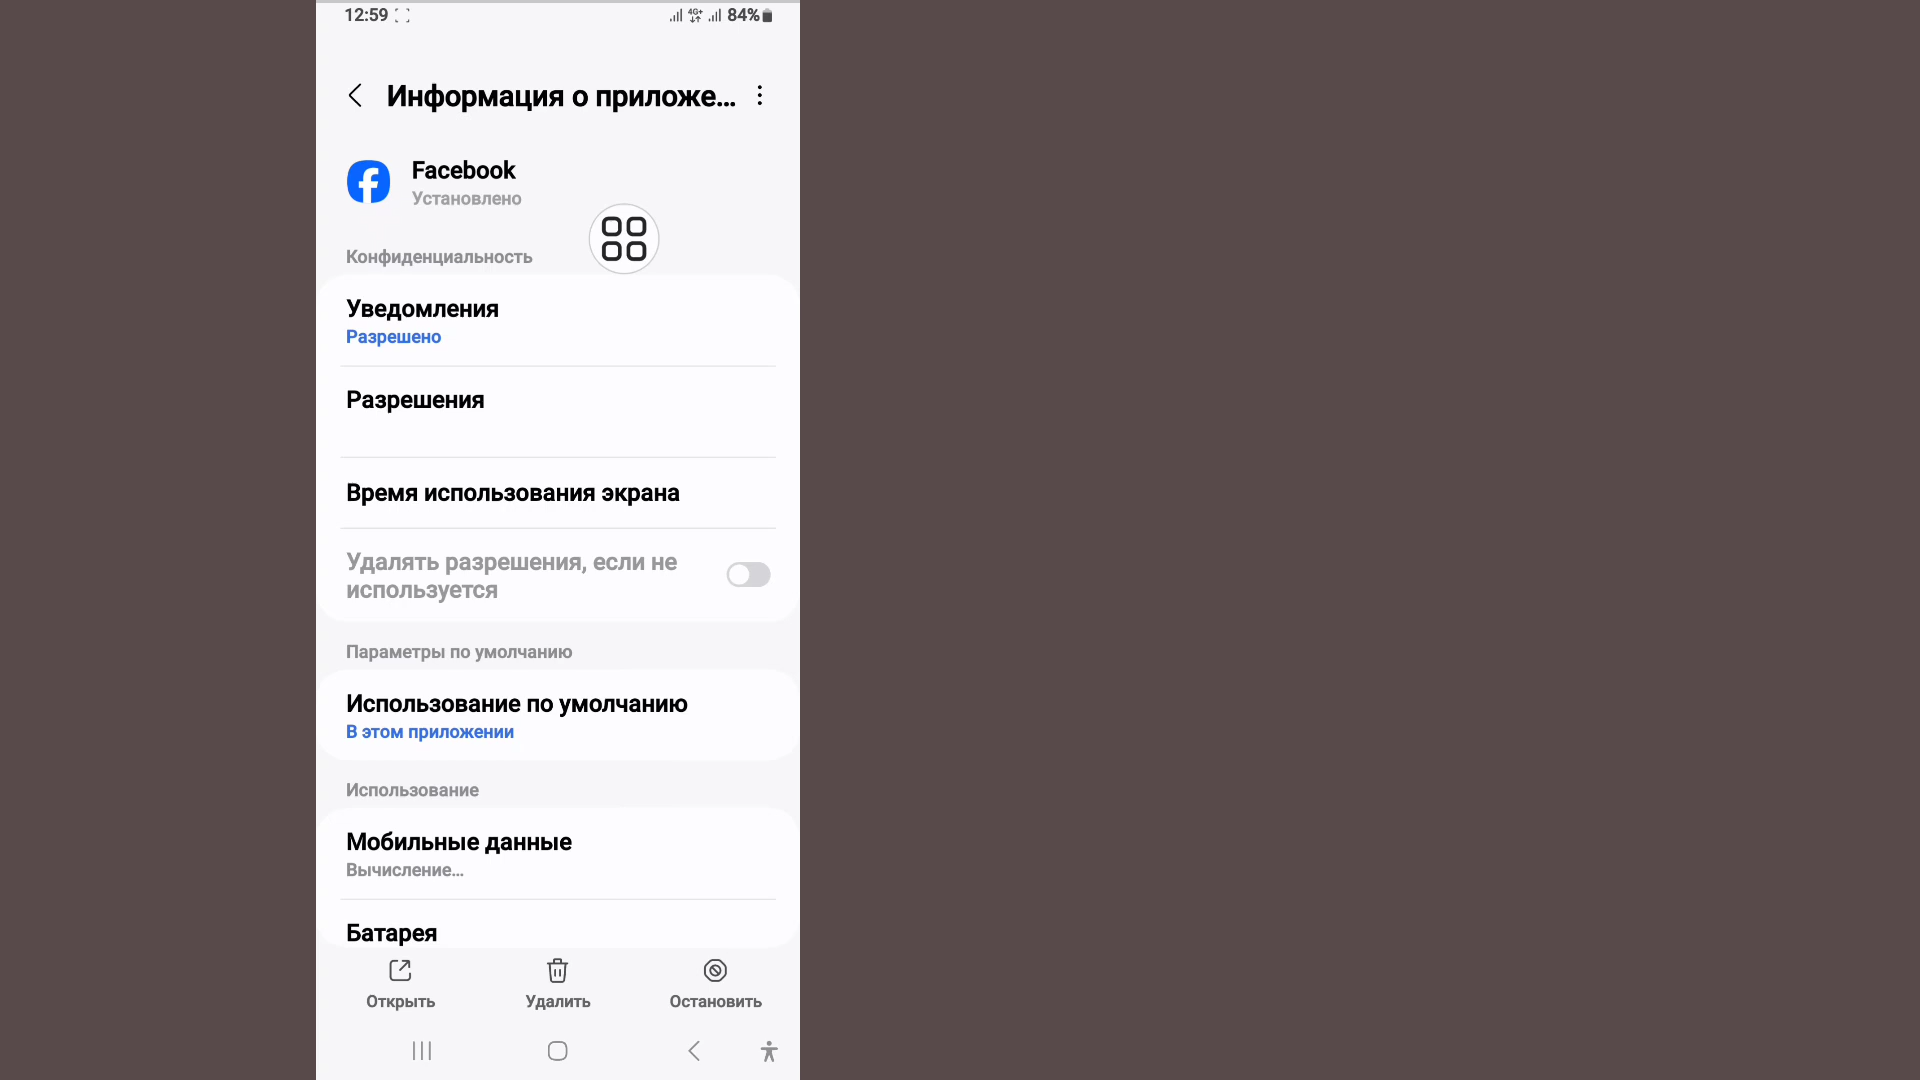 12:59 4G+ 84%
Информация о приложе...
Facebook
Установлено
Конфиденциальность
Уведомления
Разрешено
Разрешения
Время использования экрана
Удалять разрешения, если не
используется
Параметры по умолчанию
Использование по умолчанию
В этом приложении
Использование
Мобильные данные
Вычисление...
Батарея
Открыть Удалить Остановить